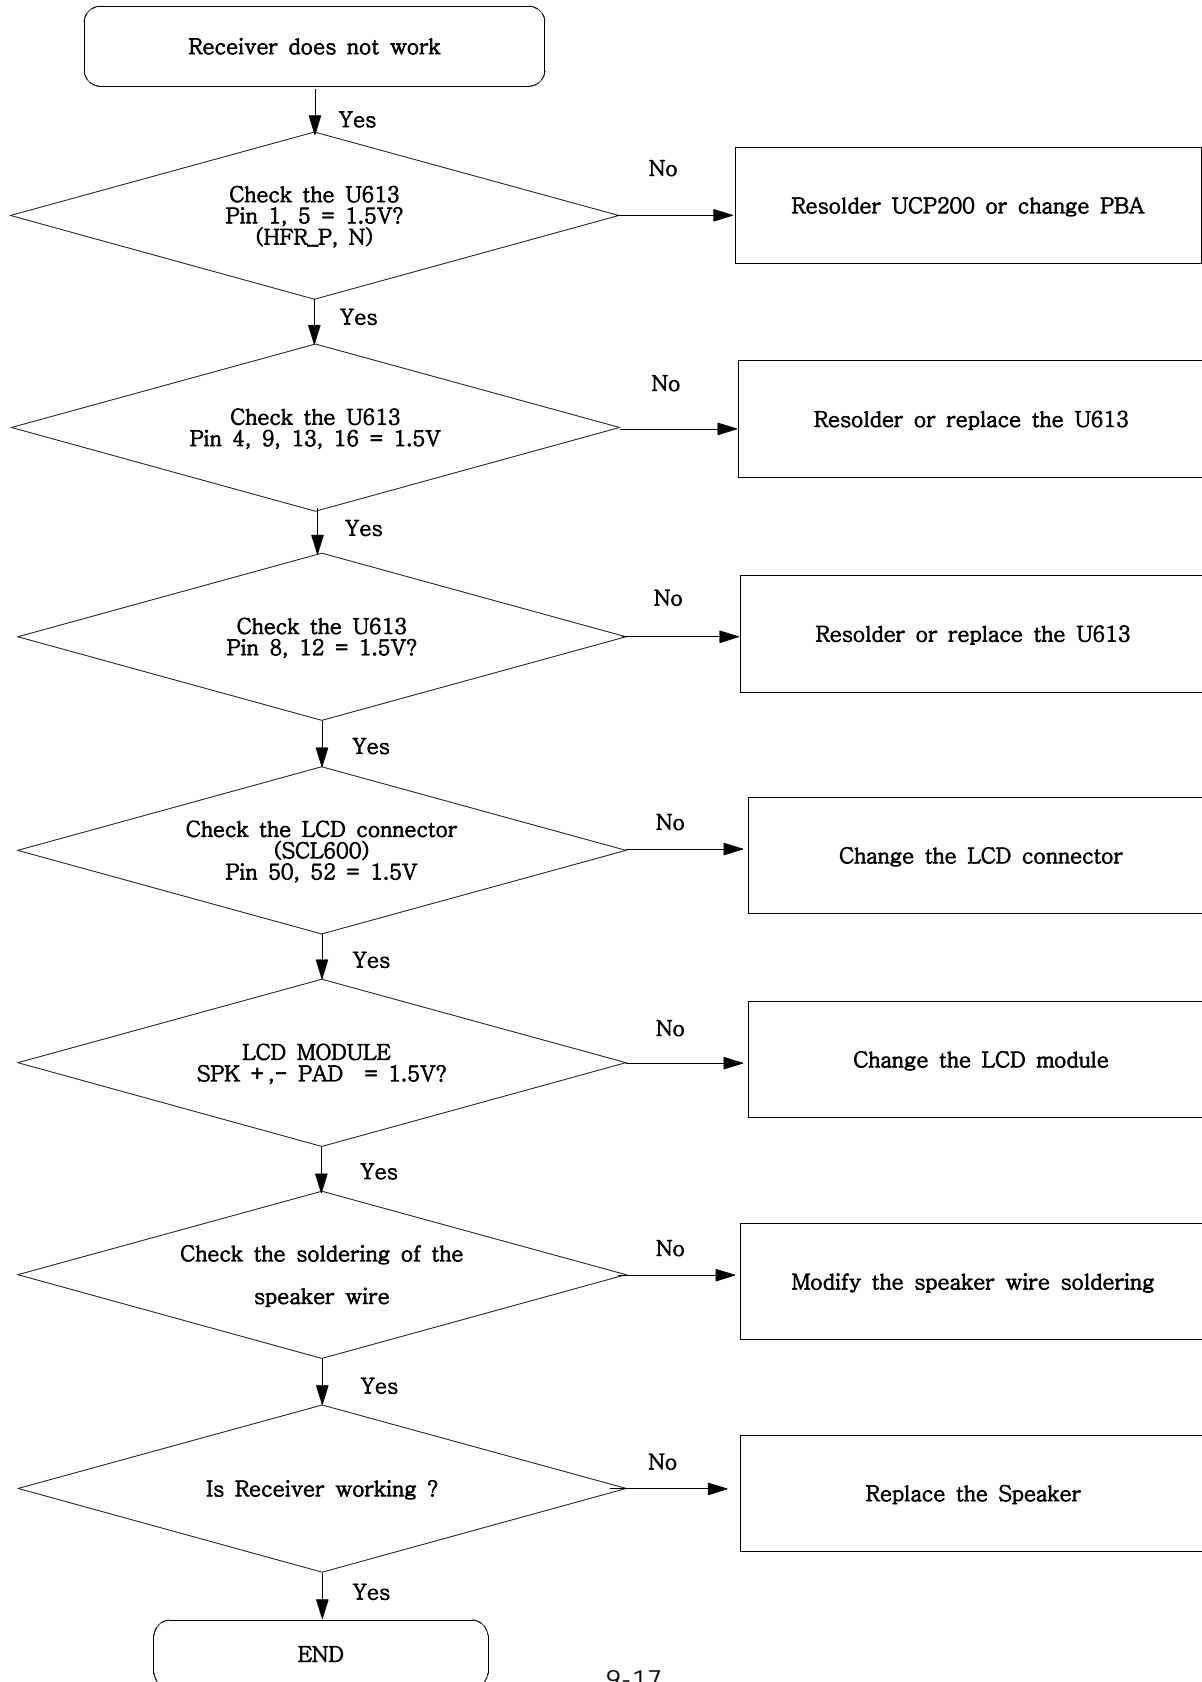 Receiver does not work
Yes
Check the U613
Pin 1, 5 = 1.5V?
(HFR_P, N)
No
Resolder UCP200 or change PBA
Yes
Check the U613
Pin 4, 9, 13, 16 = 1.5V
No
Resolder or replace the U613
Yes
Check the U613
Pin 8, 12 = 1.5V?
No
Resolder or replace the U613
Yes
Check the LCD connector
(SCL600)
Pin 50, 52 = 1.5V
No
Change the LCD connector
Yes
LCD MODULE
SPK +,- PAD = 1.5V?
No
Change the LCD module
Yes
Check the soldering of the
speaker wire
No
Modify the speaker wire soldering
Yes
Is Receiver working ?
No
Replace the Speaker
Yes
END
9-17